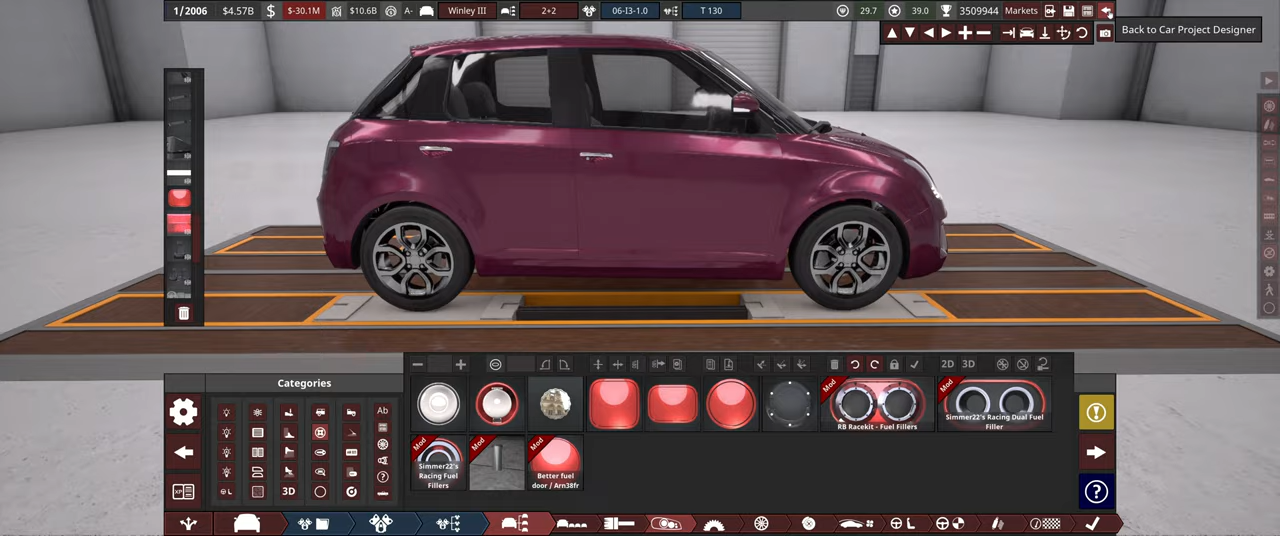 1/2006 $4.57B $-30.1M $10.6B A- Winley III 2+2 06-I3-1.0 T 130 29.7 39.0 3509944 Markets
Back to Car Project Designer
Categories
2D 3D
Ab
3D
Mod
RB Racekit - Fuel Fillers
Mod
Simmer22's Racing Dual Fuel Filler
Mod
Simmer22's Racing Fuel Fillers
Mod
Mod
Better fuel door / Arn38fr
XP